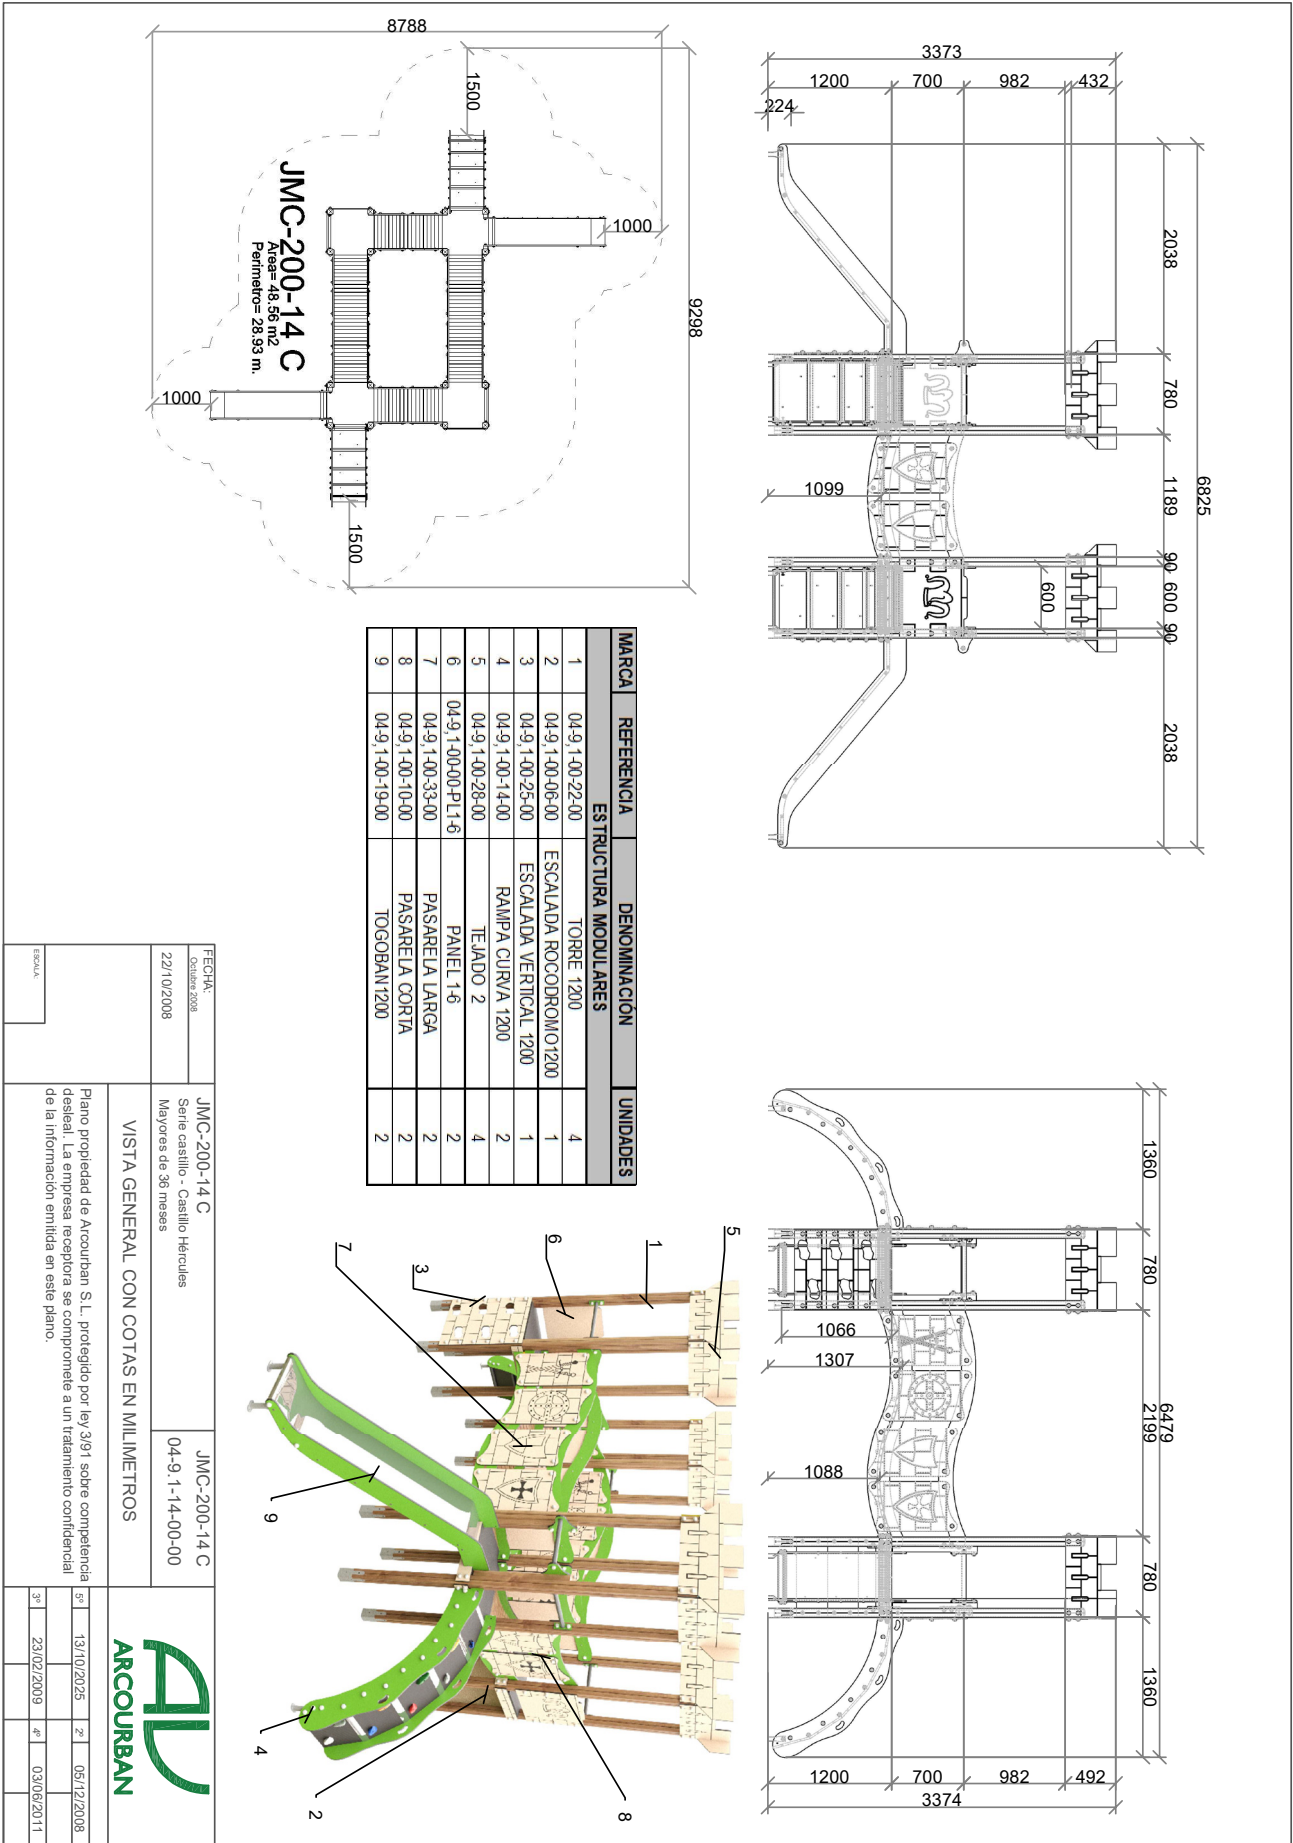 3373
1200
700
982
432
224
2038
780
1189
90
600
90
2038
6825
1099
600
8788
9298
1500
1500
1000
1000
JMC-200-14 C
Area= 48.56 m2
Perimetro= 28.93 m.
1360
780
2199
780
1360
6479
1066
1307
1088
1200
700
982
492
3374
MARCA REFERENCIA DENOMINACIÓN UNIDADES
ESTRUCTURA MODULARES
1 04-9,1-00-22-00 TORRE 1200 4
2 04-9,1-00-06-00 ESCALADA ROCODROMO1200 1
3 04-9,1-00-25-00 ESCALADA VERTICAL 1200 1
4 04-9,1-00-14-00 RAMPA CURVA 1200 2
5 04-9,1-00-28-00 TEJADO 2 4
6 04-9,1-00-00-PL1-6 PANEL 1-6 2
7 04-9,1-00-33-00 PASARELA LARGA 2
8 04-9,1-00-10-00 PASARELA CORTA 2
9 04-9,1-00-19-00 TOGOBAN1200 2
5
1
6
3
7
9
4
2
8
FECHA:
Octubre 2008
22/10/2008
ESCALA:
JMC-200-14 C
Serie castillo - Castillo Hércules
Mayores de 36 meses
JMC-200-14 C
04-9.1-14-00-00
VISTA GENERAL CON COTAS EN MILIMETROS
Plano propiedad de Arcourban S.L. protegido por ley 3/91 sobre competencia
desleal. La empresa receptora se compromete a un tratamiento confidencial
de la información emitida en este plano.
ARCOURBAN
5º 13/10/2025 2º 05/12/2008
3º 23/02/2009 4º 03/06/2011